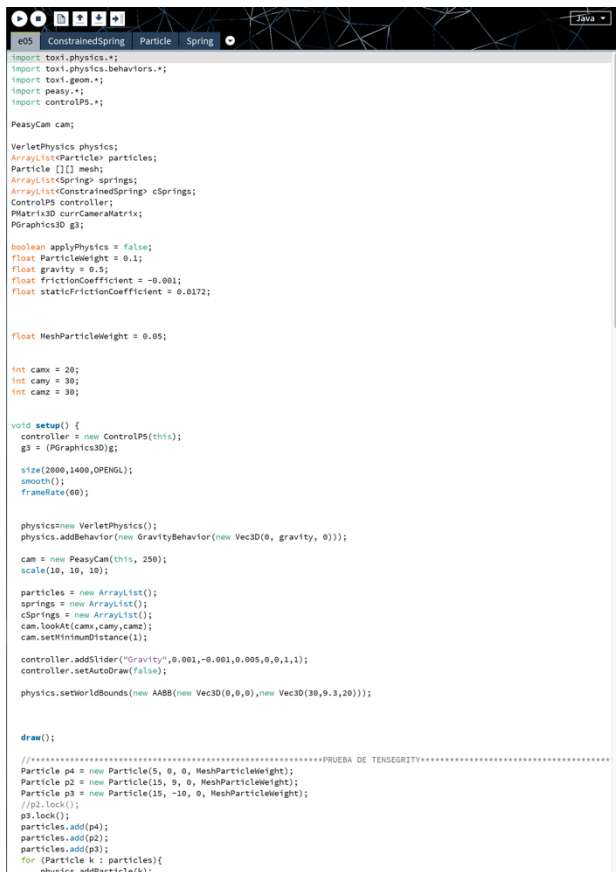 Java
e05 ConstrainedSpring Particle Spring
import toxi.physics.*;
import toxi.physics.behaviors.*;
import toxi.geom.*;
import peasy.*;
import controlP5.*;
PeasyCam cam;
VerletPhysics physics;
ArrayList<Particle> particles;
Particle [][] mesh;
ArrayList<Spring> springs;
ArrayList<ConstrainedSpring> cSprings;
ControlP5 controller;
PMatrix3D currCameraMatrix;
PGraphics3D g3;
boolean applyPhysics = false;
float ParticleWeight = 0.1;
float gravity = 0.5;
float frictionCoefficient = -0.001;
float staticFrictionCoefficient = 0.0172;
float MeshParticleWeight = 0.05;
int camx = 20;
int camy = 30;
int camz = 30;
void setup() {
controller = new ControlP5(this);
g3 = (PGraphics3D)g;
size(2000,1400,OPENGL);
smooth();
frameRate(60);
physics=new VerletPhysics();
physics.addBehavior(new GravityBehavior(new Vec3D(0, gravity, 0)));
cam = new PeasyCam(this, 250);
scale(10, 10, 10);
particles = new ArrayList();
springs = new ArrayList();
cSprings = new ArrayList();
cam.lookAt(camx,camy,camz);
cam.setMinimumDistance(1);
controller.addSlider("Gravity",0.001,-0.001,0.005,0,0,1,1);
controller.setAutoDraw(false);
physics.setWorldBounds(new AABB(new Vec3D(0,0,0),new Vec3D(30,9.3,20)));
draw();
//**********************************************************PRUEBA DE TENSEGRITY**************************************
Particle p4 = new Particle(5, 0, 0, MeshParticleWeight);
Particle p2 = new Particle(15, 9, 0, MeshParticleWeight);
Particle p3 = new Particle(15, -10, 0, MeshParticleWeight);
//p2.lock();
p3.lock();
particles.add(p4);
particles.add(p2);
particles.add(p3);
for (Particle k : particles){
physics.addParticle(k);